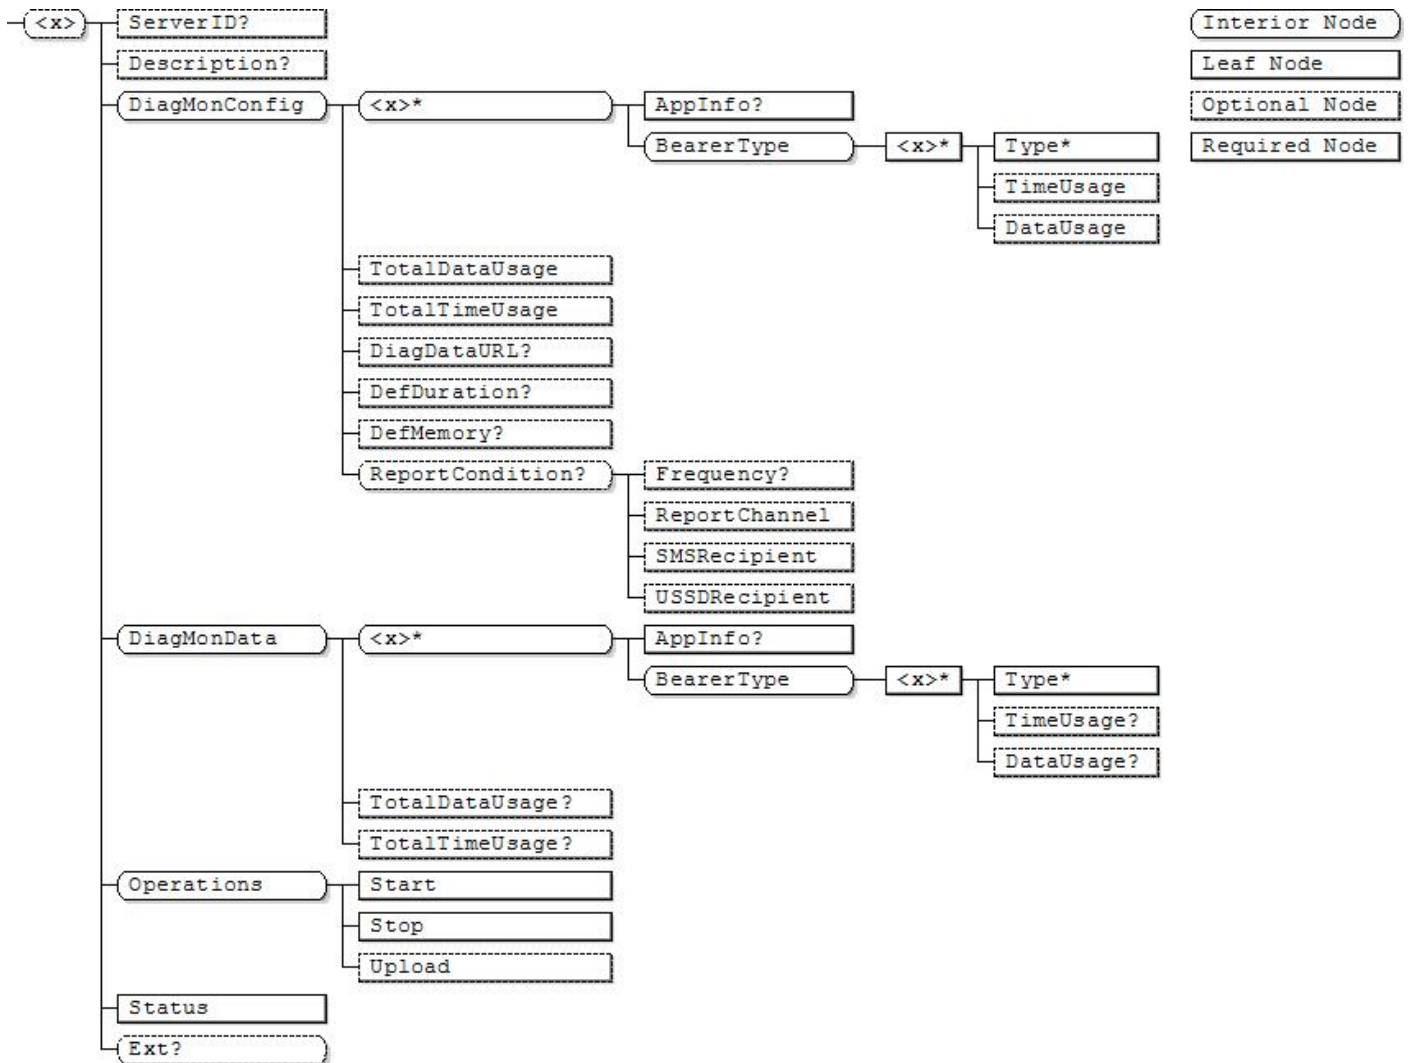 <x> ServerID? Interior Node
Description? Leaf Node
DiagMonConfig <x>* AppInfo? Optional Node
BearerType <x>* Type* Required Node
TimeUsage
DataUsage
TotalDataUsage
TotalTimeUsage
DiagDataURL?
DefDuration?
DefMemory?
ReportCondition? Frequency?
ReportChannel
SMSRecipient
USSDRecipient
DiagMonData <x>* AppInfo?
BearerType <x>* Type*
TimeUsage?
DataUsage?
TotalDataUsage?
TotalTimeUsage?
Operations Start
Stop
Upload
Status
Ext?